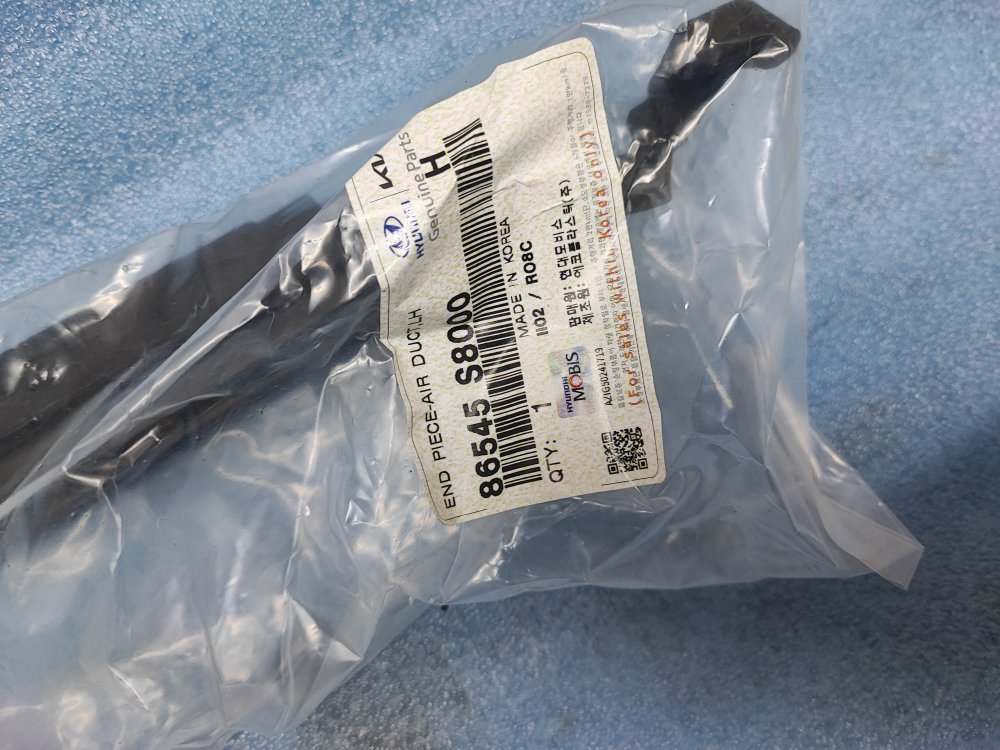 HYUNDAI
Genuine Parts
H
END PIECE-AIR DUCT,LH
86545 S8000
MADE IN KOREA
1102 / R08C
QTY: 1
HYUNDAI
MOBIS
판매원: 현대모비스
제조원: 에코플라스틱(주)
(For sales within Korea only)